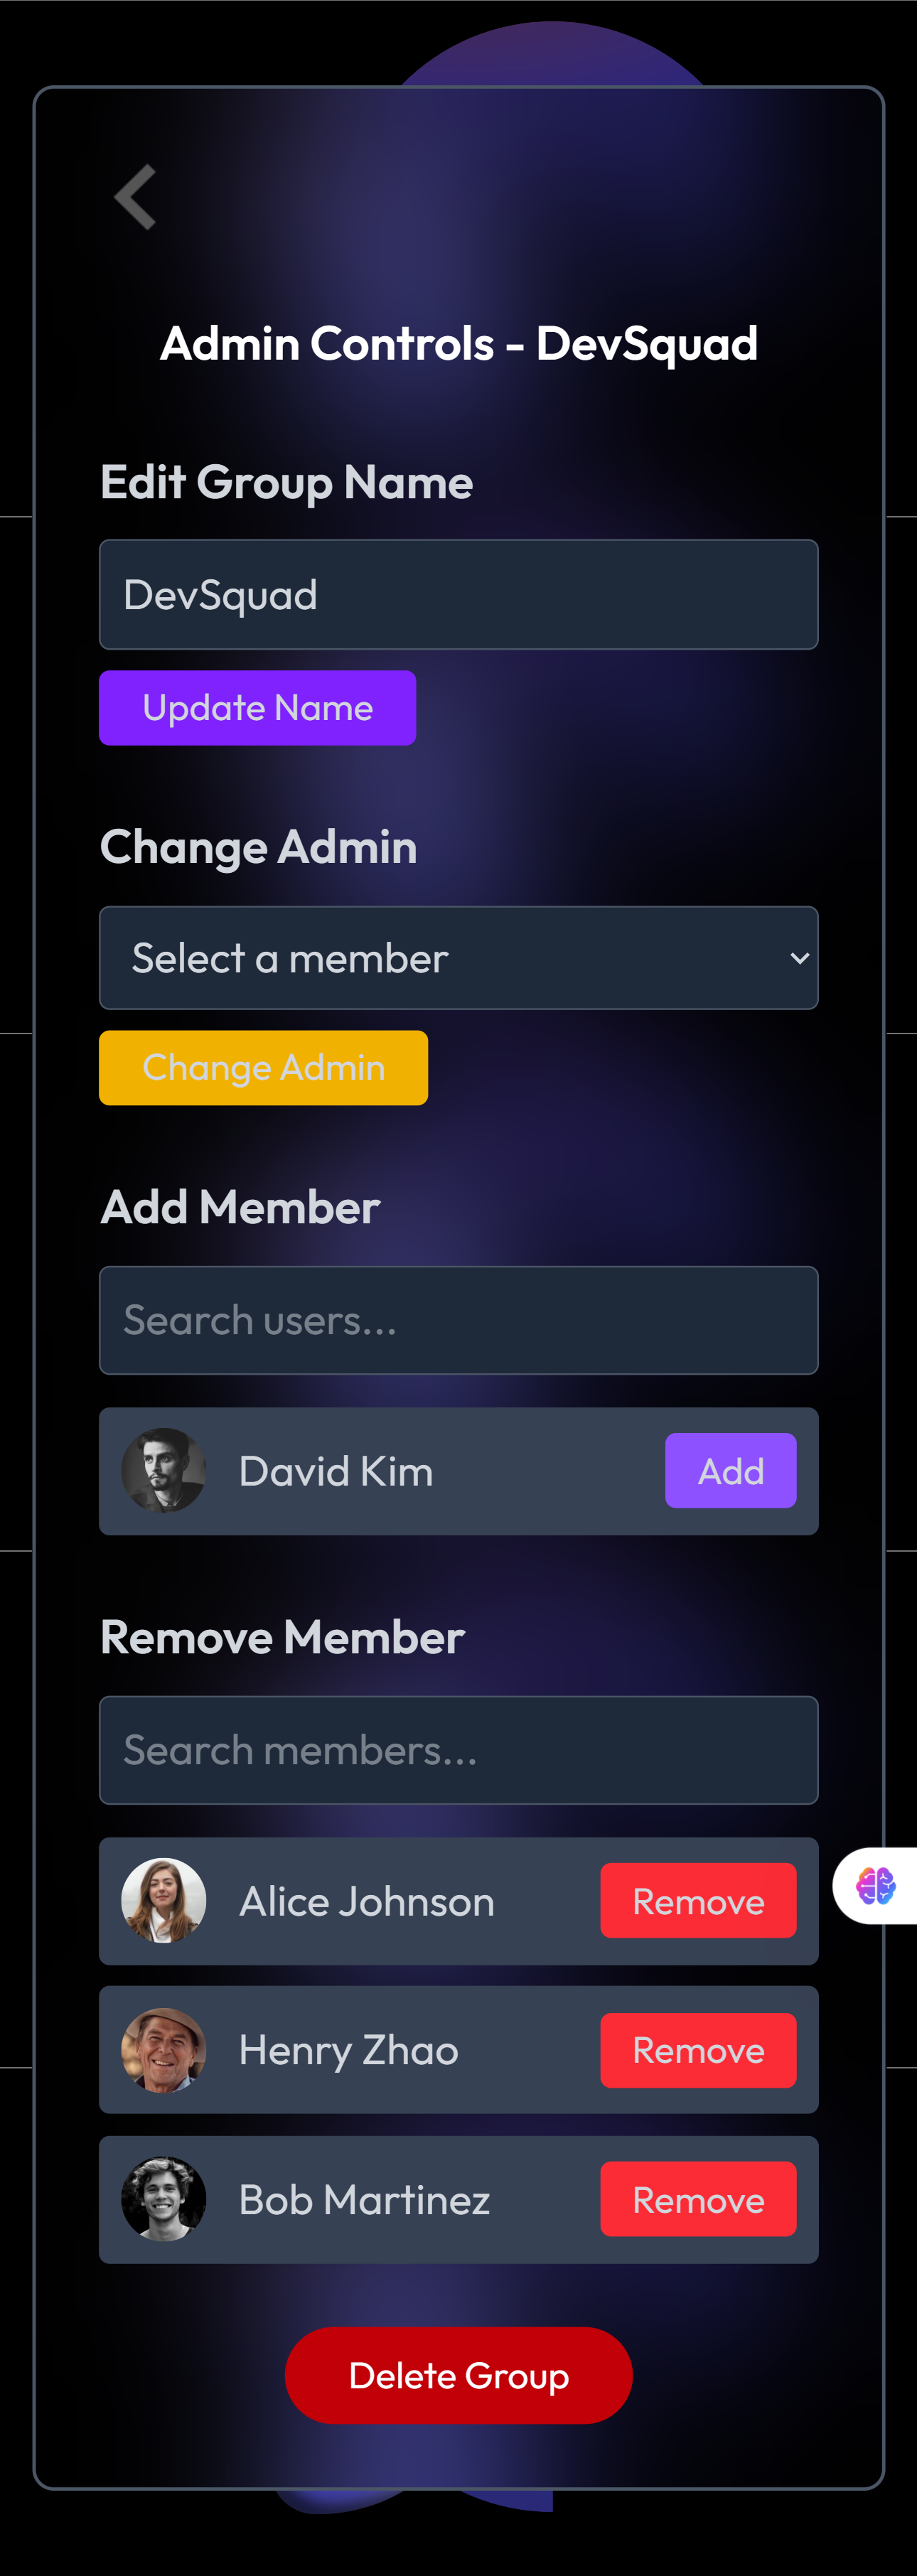 Admin Controls - DevSquad
Edit Group Name
DevSquad
Update Name
Change Admin
Select a member
Change Admin
Add Member
Search users...
David Kim Add
Remove Member
Search members...
Alice Johnson Remove
Henry Zhao Remove
Bob Martinez Remove
Delete Group